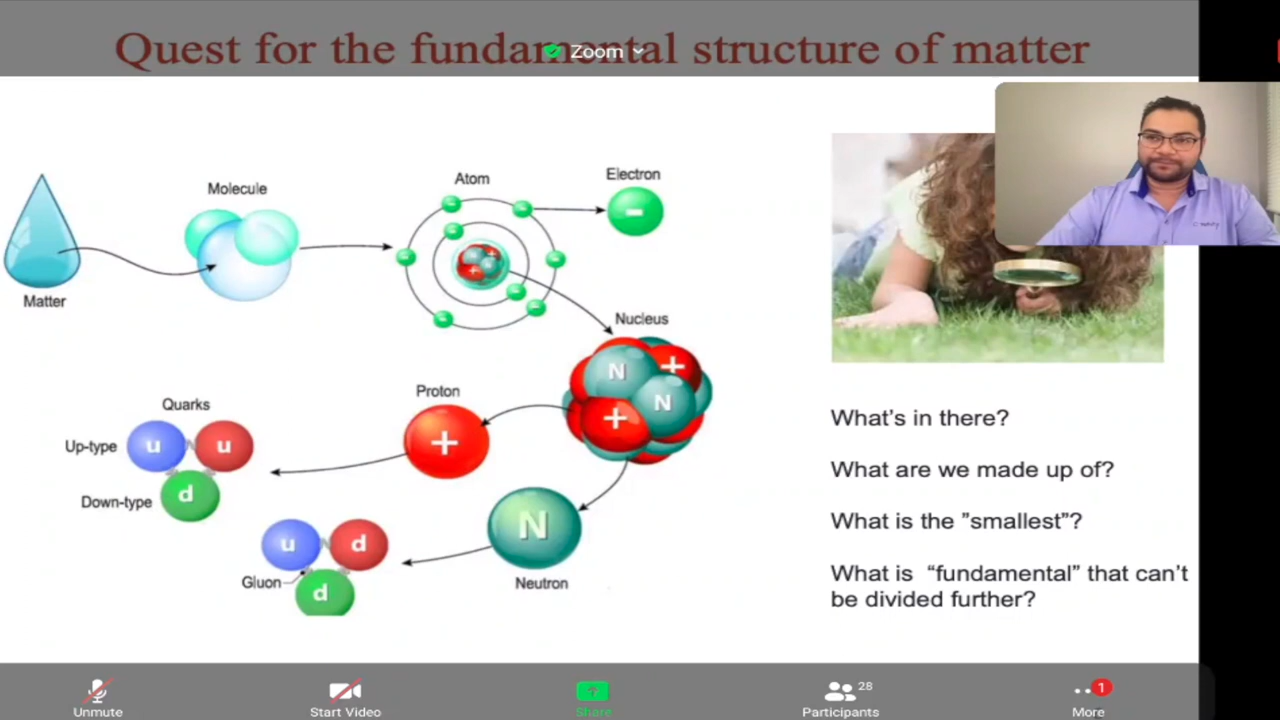 Quest for the fundamental structure of matter
Zoom
Matter
Molecule
Atom
Electron
Nucleus
N
+
N
+
Proton
+
Quarks
Up-type
u
u
Down-type
d
Neutron
N
u
d
Gluon
d
What's in there?
What are we made up of?
What is the "smallest"?
What is "fundamental" that can't
be divided further?
Unmute
Start Video
Share
Participants
28
More
1